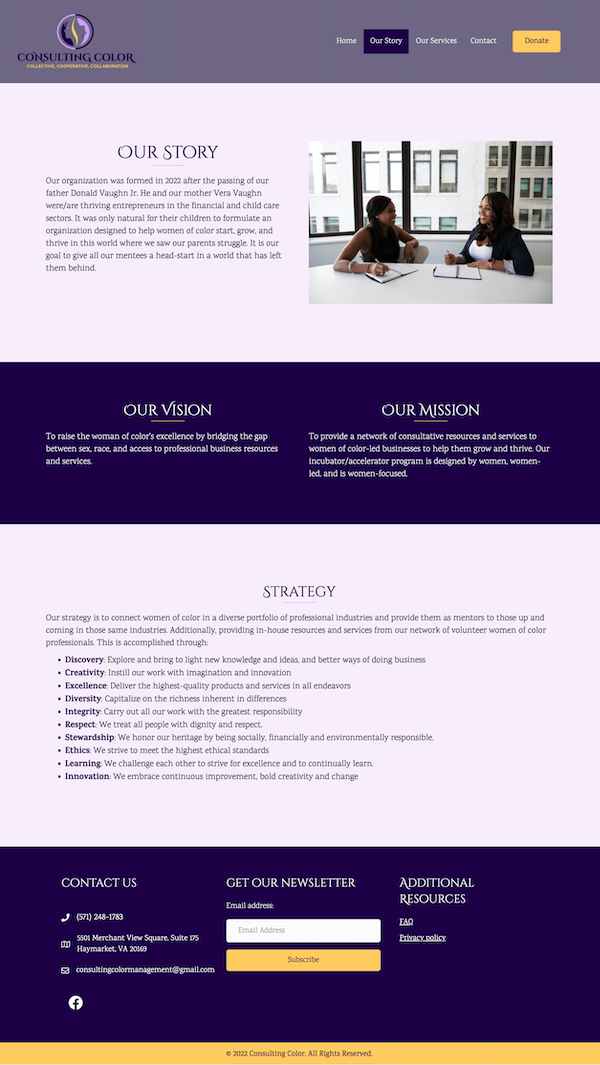 CONSULTING COLOR
COLLECTIVE, COOPERATIVE, COLLABORATION
Home
Our Story
Our Services
Contact
Donate
Our Story
Our organization was formed in 2022 after the passing of our
father Donald Vaughn Jr. He and our mother Vera Vaughn
were/are thriving entrepreneurs in the financial and child care
sectors. It was only natural for their children to formulate an
organization designed to help women of color start, grow, and
thrive in this world where we saw our parents struggle. It is our
goal to give all our mentees a head-start in a world that has left
them behind.
Our Vision
To raise the woman of color's excellence by bridging the gap
between sex, race, and access to professional business resources
and services.
Our Mission
To provide a network of consultative resources and services to
women of color-led businesses to help them grow and thrive. Our
incubator/accelerator program is designed by women, women-
led, and is women-focused.
Strategy
Our strategy is to connect women of color in a diverse portfolio of professional industries and provide them as mentors to those up and
coming in those same industries. Additionally, providing in-house resources and services from our network of volunteer women of color
professionals. This is accomplished through:
• Discovery: Explore and bring to light new knowledge and ideas, and better ways of doing business
• Creativity: Instill our work with imagination and innovation
• Excellence: Deliver the highest-quality products and services in all endeavors
• Diversity: Capitalize on the richness inherent in differences
• Integrity: Carry out all our work with the greatest responsibility
• Respect: We treat all people with dignity and respect.
• Stewardship: We honor our heritage by being socially, financially and environmentally responsible.
• Ethics: We strive to meet the highest ethical standards
• Learning: We challenge each other to strive for excellence and to continually learn.
• Innovation: We embrace continuous improvement, bold creativity and change
Contact Us
(571) 248-1783
5501 Merchant View Square, Suite 175
Haymarket, VA 20169
consultingcolormanagement@gmail.com
Get Our Newsletter
Email address:
Email Address
Subscribe
Additional
Resources
FAQ
Privacy policy
© 2022 Consulting Color. All Rights Reserved.